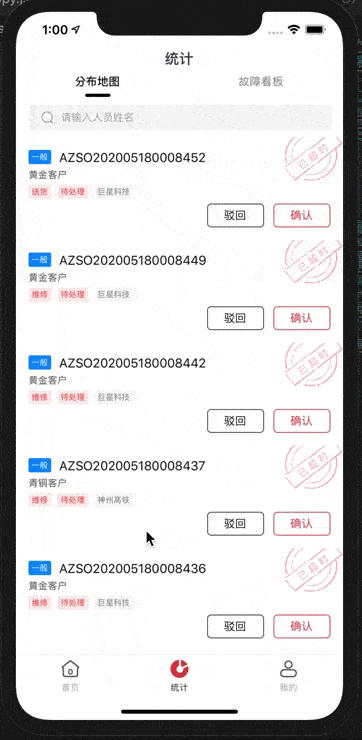 1:00
统计
分布地图 故障看板
请输入人员姓名
一般 AZSO202005180008452
已超时
黄金客户
送货 待处理 巨星科技
驳回 确认
一般 AZSO202005180008449
已超时
黄金客户
维修 待处理 巨星科技
驳回 确认
一般 AZSO202005180008442
已超时
黄金客户
维修 待处理 巨星科技
驳回 确认
一般 AZSO202005180008437
已超时
青铜客户
维修 待处理 神州高铁
驳回 确认
一般 AZSO202005180008436
已超时
黄金客户
维修 待处理 巨星科技
驳回 确认
首页 统计 我的